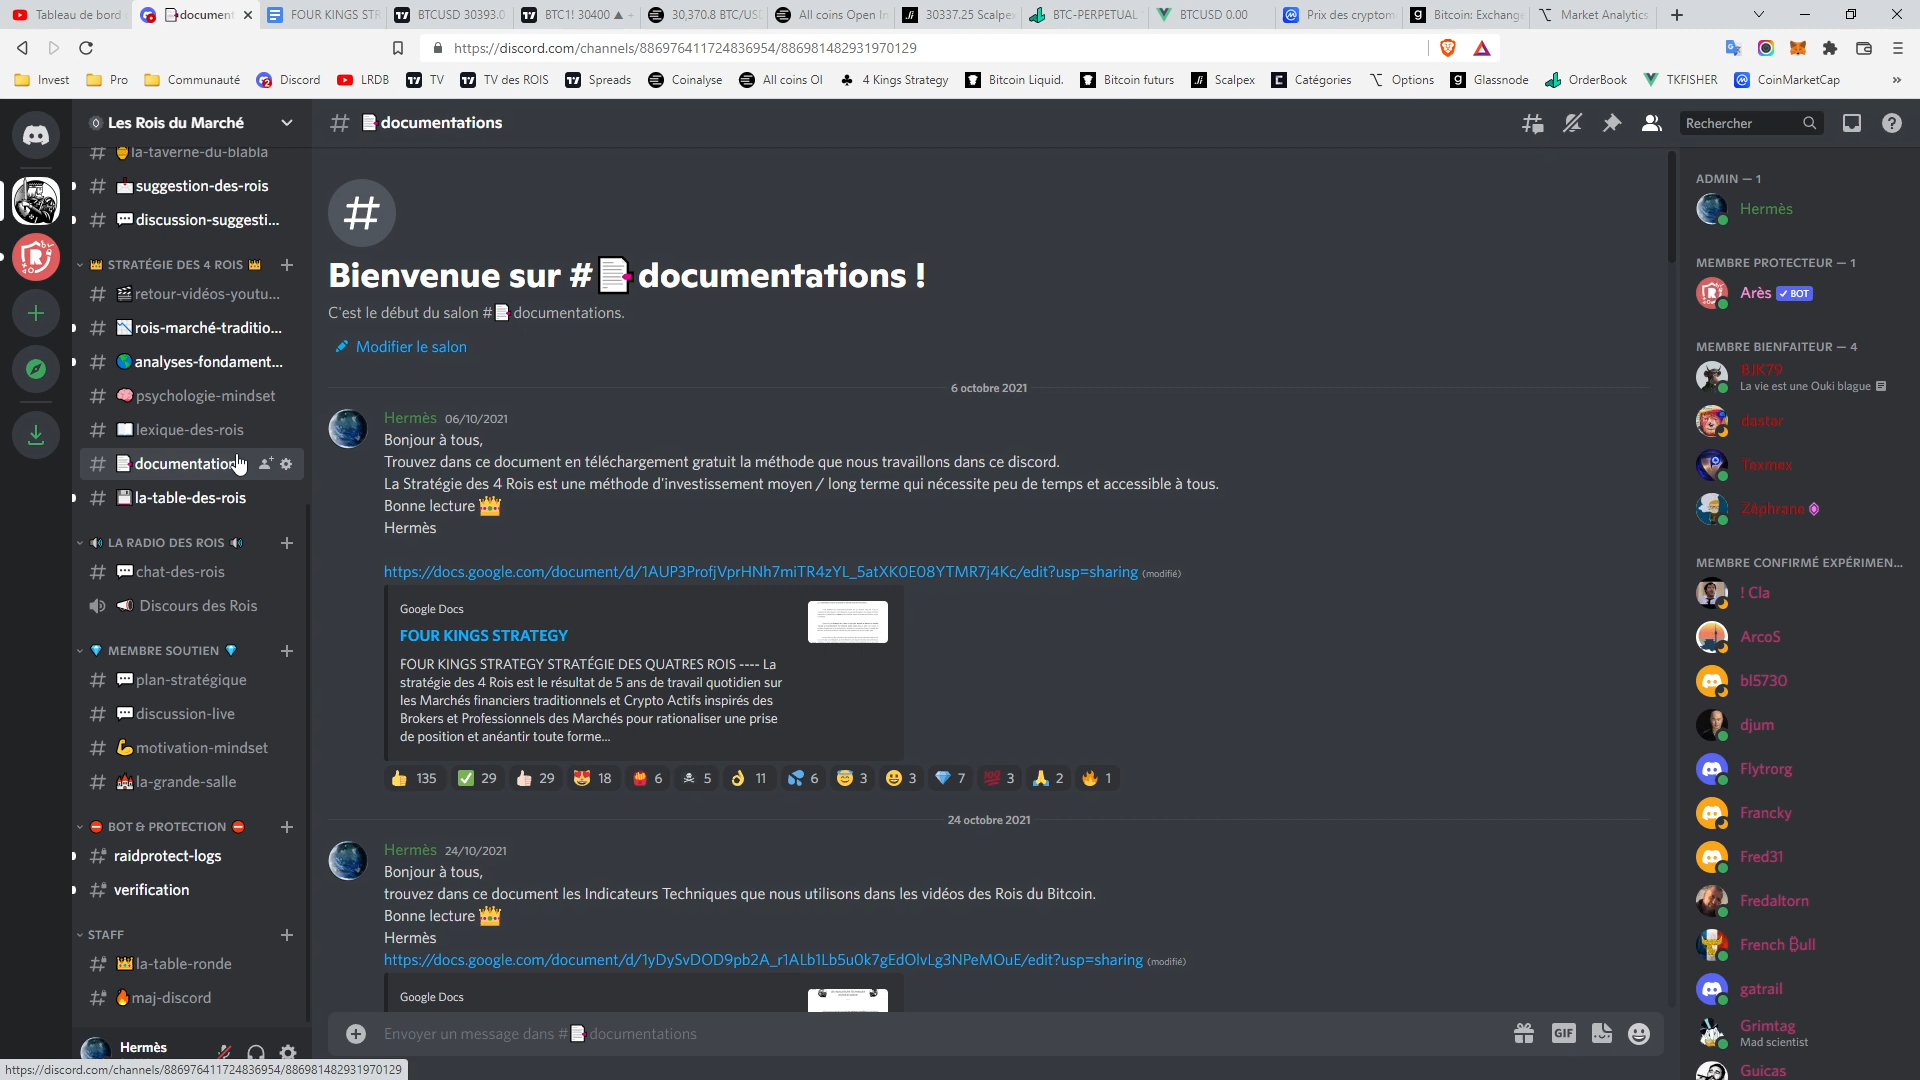 Tableau de bord
document
FOUR KINGS STR
BTCUSD 30393.0
BTC1! 30400 ▲ +
30,370.8 BTC/US
All coins Open In
30337.25 Scalpex
BTC-PERPETUAL
BTCUSD 0.00
Prix des cryptom
Bitcoin: Exchang
Market Analytics
https://discord.com/channels/886976411724836954/886981482931970129
Invest
Pro
Communauté
Discord
LRDB
TV
TV des ROIS
Spreads
Coinalyse
All coins OI
4 Kings Strategy
Bitcoin Liquid.
Bitcoin futurs
Scalpex
Catégories
Options
Glassnode
OrderBook
TKFISHER
CoinMarketCap
»
Les Rois du Marché
# la-taverne-du-blabla
# suggestion-des-rois
# discussion-suggesti...
STRATÉGIE DES 4 ROIS
# retour-vidéos-youtu...
# rois-marché-traditio...
# analyses-fondament...
# psychologie-mindset
# lexique-des-rois
# documentation
# la-table-des-rois
LA RADIO DES ROIS
# chat-des-rois
Discours des Rois
MEMBRE SOUTIEN
# plan-stratégique
# discussion-live
# motivation-mindset
# la-grande-salle
BOT & PROTECTION
# raidprotect-logs
# verification
STAFF
# la-table-ronde
# maj-discord
Hermès
https://discord.com/channels/886976411724836954/886981482931970129
# documentations
Rechercher
#
Bienvenue sur #documentations !
C'est le début du salon # documentations.
Modifier le salon
6 octobre 2021
Hermès 06/10/2021
Bonjour à tous,
Trouvez dans ce document en téléchargement gratuit la méthode que nous travaillons dans ce discord.
La Stratégie des 4 Rois est une méthode d'investissement moyen / long terme qui nécessite peu de temps et accessible à tous.
Bonne lecture 👑
Hermès
https://docs.google.com/document/d/1AUP3ProfjVprHNh7miTR4zYL_5atXK0E08YTMR7j4Kc/edit?usp=sharing (modifié)
Google Docs
FOUR KINGS STRATEGY
FOUR KINGS STRATEGY STRATÉGIE DES QUATRES ROIS ---- La
stratégie des 4 Rois est le résultat de 5 ans de travail quotidien sur
les Marchés financiers traditionnels et Crypto Actifs inspirés des
Brokers et Professionnels des Marchés pour rationaliser une prise
de position et anéantir toute forme...
135 29 29 18 6 5 11 6 3 3 7 3 2 1
24 octobre 2021
Hermès 24/10/2021
Bonjour à tous,
trouvez dans ce document les Indicateurs Techniques que nous utilisons dans les vidéos des Rois du Bitcoin.
Bonne lecture 👑
Hermès
https://docs.google.com/document/d/1yDySvDOD9pb2A_r1ALb1Lb5u0k7gEdOlvLg3NPeMOuE/edit?usp=sharing (modifié)
Google Docs
Envoyer un message dans # documentations
GIF
ADMIN — 1
Hermès
MEMBRE PROTECTEUR — 1
Arès ✓ BOT
MEMBRE BIENFAITEUR — 4
BJK79
La vie est une Ouki blague
dastar
Texmex
Zéphrane
MEMBRE CONFIRMÉ EXPÉRIMEN...
! Cla
ArcoS
bl5730
djum
Flytrorg
Francky
Fred31
Fredaltorn
French ₿ull
gatrail
Grimtag
Mad scientist
Guicas